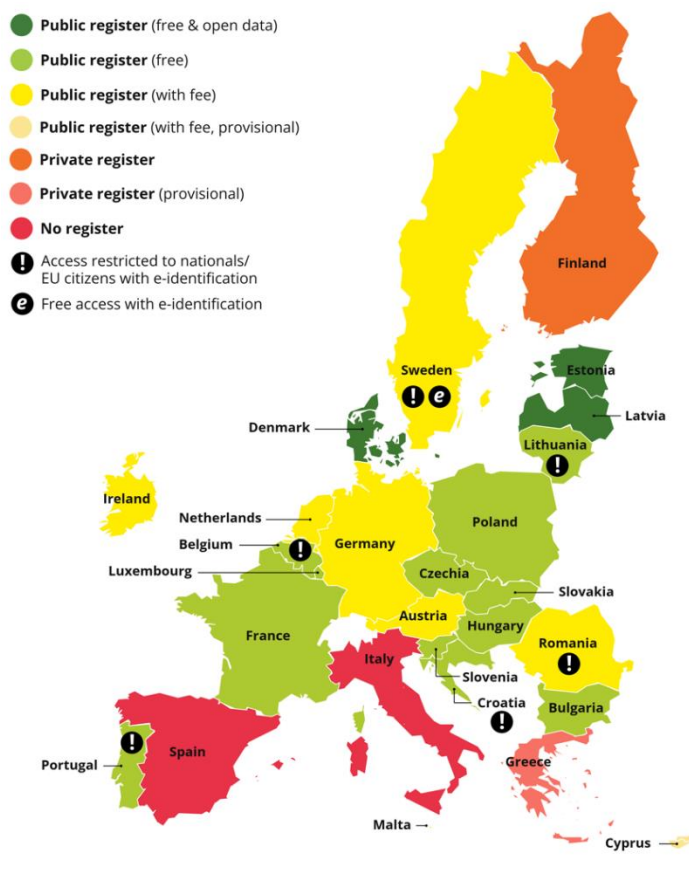 Public register (free & open data)
Public register (free)
Public register (with fee)
Public register (with fee, provisional)
Private register
Private register (provisional)
No register
! Access restricted to nationals/
EU citizens with e-identification
e Free access with e-identification
Finland
Sweden
! e
Estonia
Latvia
Denmark
Lithuania
!
Ireland
Netherlands
Poland
Belgium
!
Germany
Luxembourg
Czechia
Slovakia
Austria
Hungary
France
Romania
!
Italy
Slovenia
Croatia
!
Bulgaria
!
Spain
Portugal
Greece
Malta
Cyprus